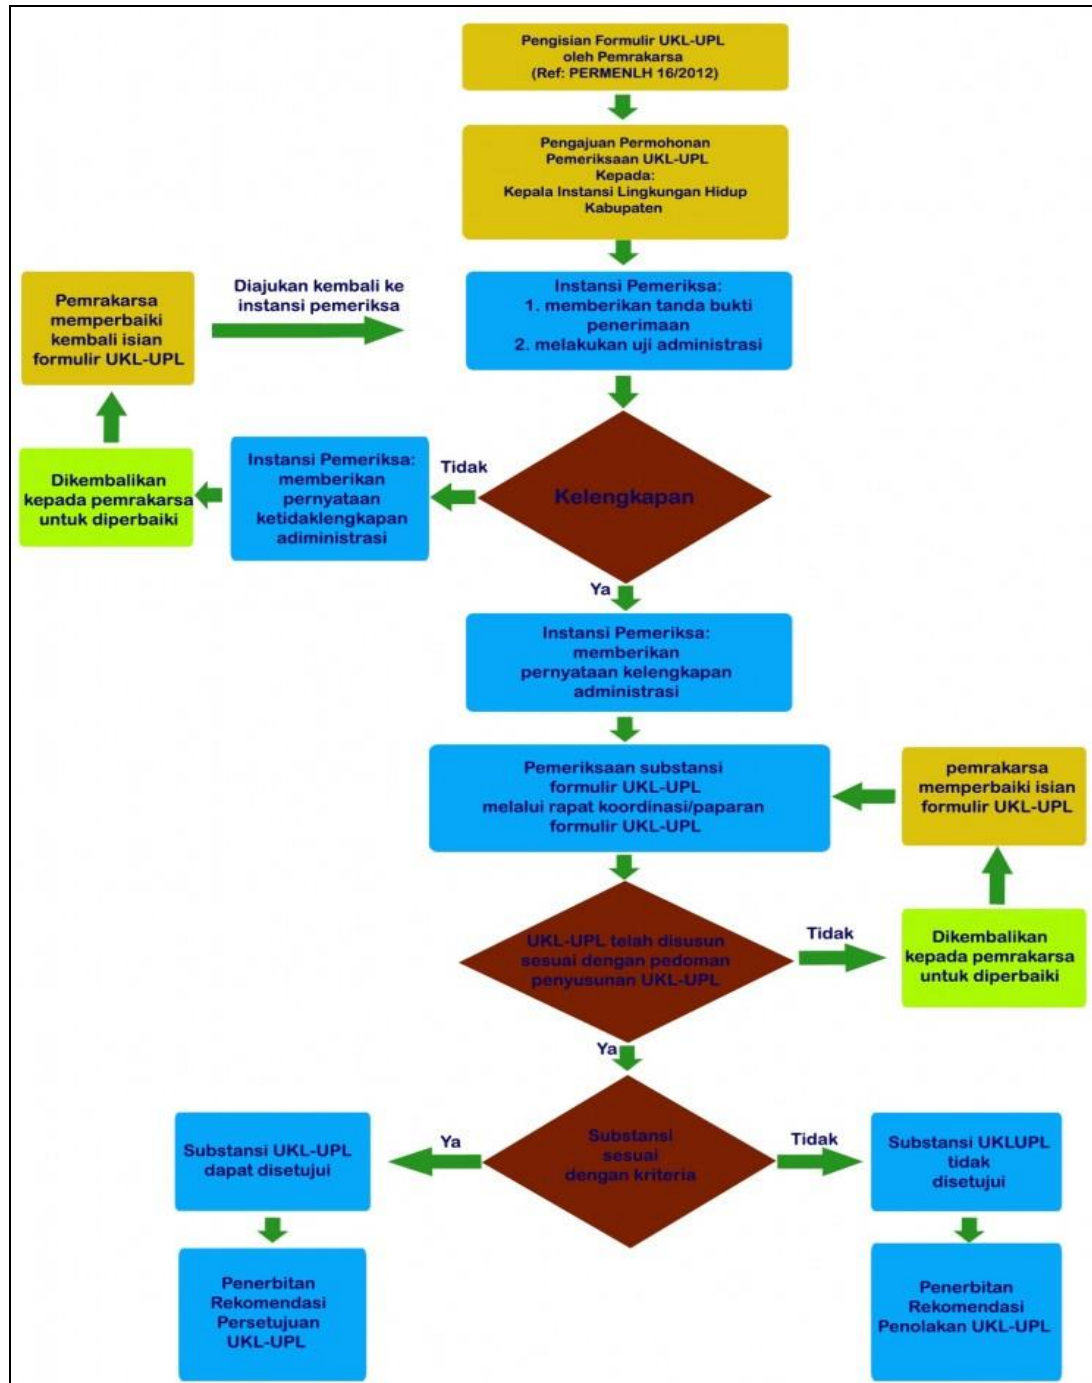 Pengisian Formulir UKL-UPL
oleh Pemrakarsa
(Ref: PERMENLH 16/2012)
Pengajuan Permohonan
Pemeriksaan UKL-UPL
Kepada:
Kepala Instansi Lingkungan Hidup
Kabupaten
Pemrakarsa
memperbaiki
kembali isian
formulir UKL-UPL
Diajukan kembali ke
instansi pemeriksa
Instansi Pemeriksa:
1. memberikan tanda bukti
penerimaan
2. melakukan uji administrasi
Dikembalikan
kepada pemrakarsa
untuk diperbaiki
Instansi Pemeriksa:
memberikan
pernyataan
ketidaklengkapan
adiministrasi
Tidak
Kelengkapan
Ya
Instansi Pemeriksa:
memberikan
pernyataan kelengkapan
administrasi
Pemeriksaan substansi
formulir UKL-UPL
melalui rapat koordinasi/paparan
formulir UKL-UPL
pemrakarsa
memperbaiki isian
formulir UKL-UPL
UKL-UPL telah disusun
sesuai dengan pedoman
penyusunan UKL-UPL
Tidak
Dikembalikan
kepada pemrakarsa
untuk diperbaiki
Ya
Substansi UKL-UPL
dapat disetujui
Ya
Substansi
sesuai
dengan kriteria
Tidak
Substansi UKLUPL
tidak
disetujui
Penerbitan
Rekomendasi
Persetujuan
UKL-UPL
Penerbitan
Rekomendasi
Penolakan UKL-UPL